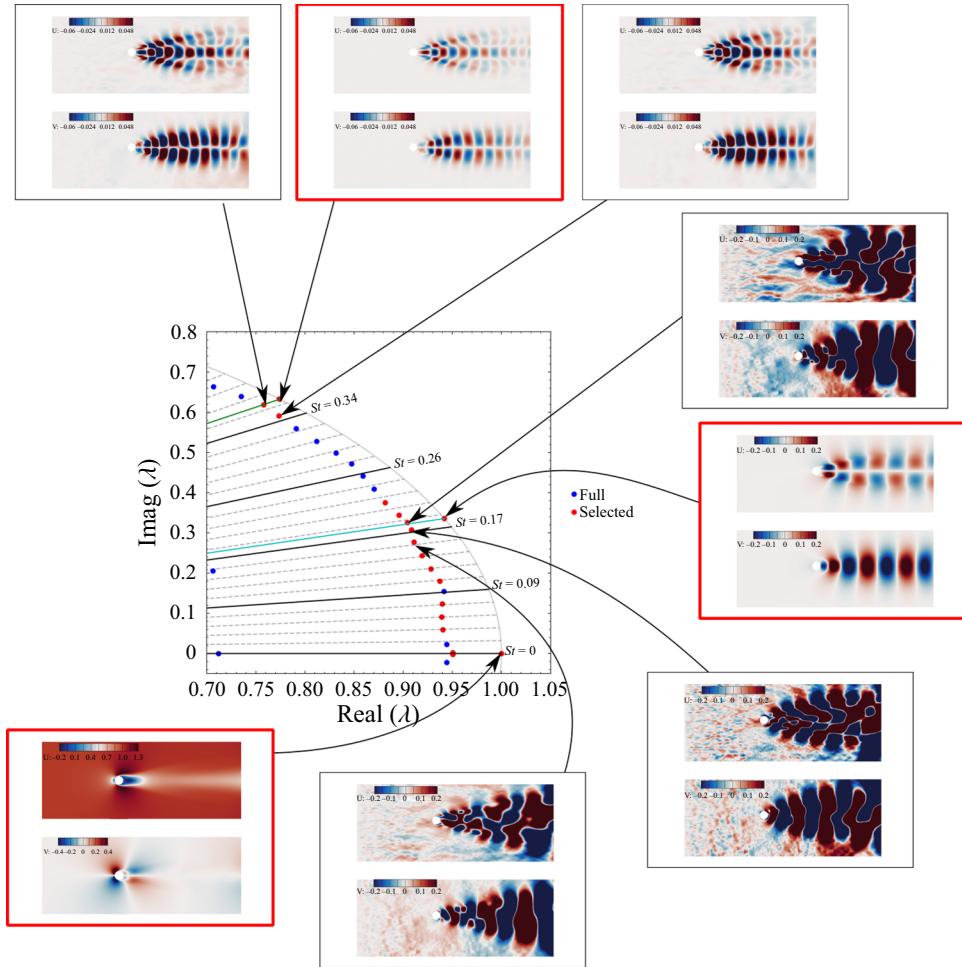 U: −0.06 −0.024 0.012 0.048
U: −0.06 −0.024 0.012 0.048
U: −0.06 −0.024 0.012 0.048
V: −0.06 −0.024 0.012 0.048
V: −0.06 −0.024 0.012 0.048
V: −0.06 −0.024 0.012 0.048
U: −0.2 −0.1 0 0.1 0.2
V: −0.2 −0.1 0 0.1 0.2
0.8
0.7
0.6
0.5
0.4
0.3
0.2
0.1
0
Imag (λ)
0.70 0.75 0.80 0.85 0.90 0.95 1.00 1.05
Real (λ)
St = 0.34
St = 0.26
St = 0.17
St = 0.09
St = 0
Full
Selected
U: −0.2 −0.1 0 0.1 0.2
V: −0.2 −0.1 0 0.1 0.2
U: −0.2 −0.1 0 0.1 0.2
V: −0.2 −0.1 0 0.1 0.2
U: −0.2 0.1 0.4 0.7 1.0 1.3
V: −0.4 −0.2 0 0.2 0.4
U: −0.2 −0.1 0 0.1 0.2
V: −0.2 −0.1 0 0.1 0.2